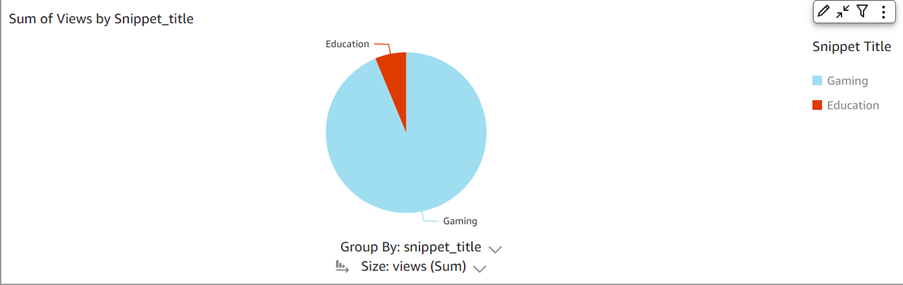 Sum of Views by Snippet_title
Snippet Title
Gaming
Education
Education
Gaming
Group By: snippet_title
Size: views (Sum)